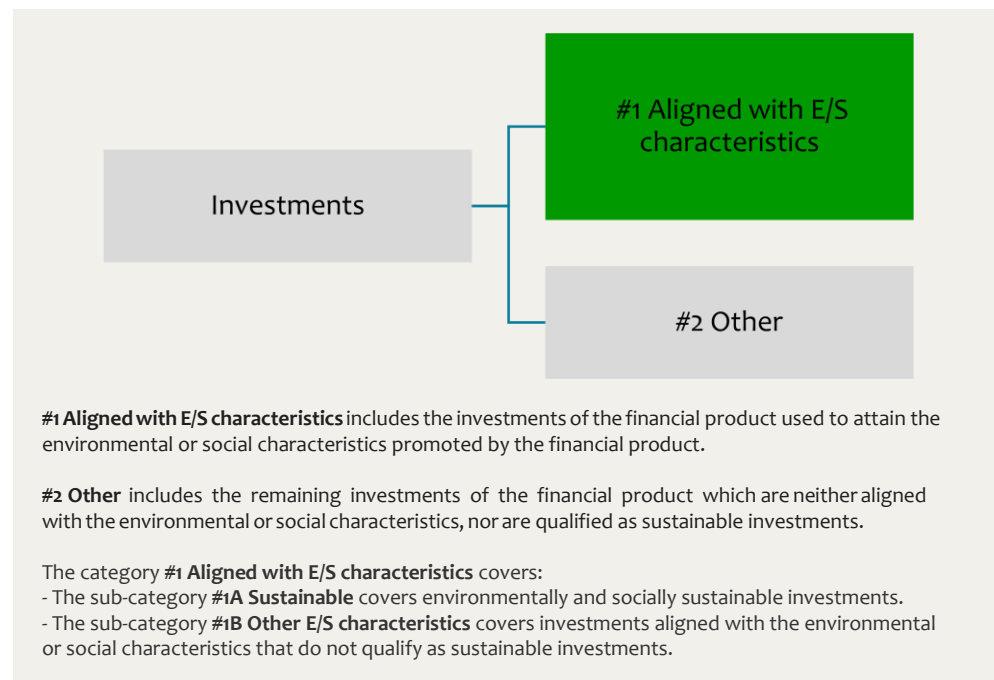 #1 Aligned with E/S
characteristics
Investments
#2 Other
#1 Aligned with E/S characteristics includes the investments of the financial product used to attain the
environmental or social characteristics promoted by the financial product.
#2 Other includes the remaining investments of the financial product which are neither aligned
with the environmental or social characteristics, nor are qualified as sustainable investments.
The category #1 Aligned with E/S characteristics covers:
- The sub-category #1A Sustainable covers environmentally and socially sustainable investments.
- The sub-category #1B Other E/S characteristics covers investments aligned with the environmental
or social characteristics that do not qualify as sustainable investments.